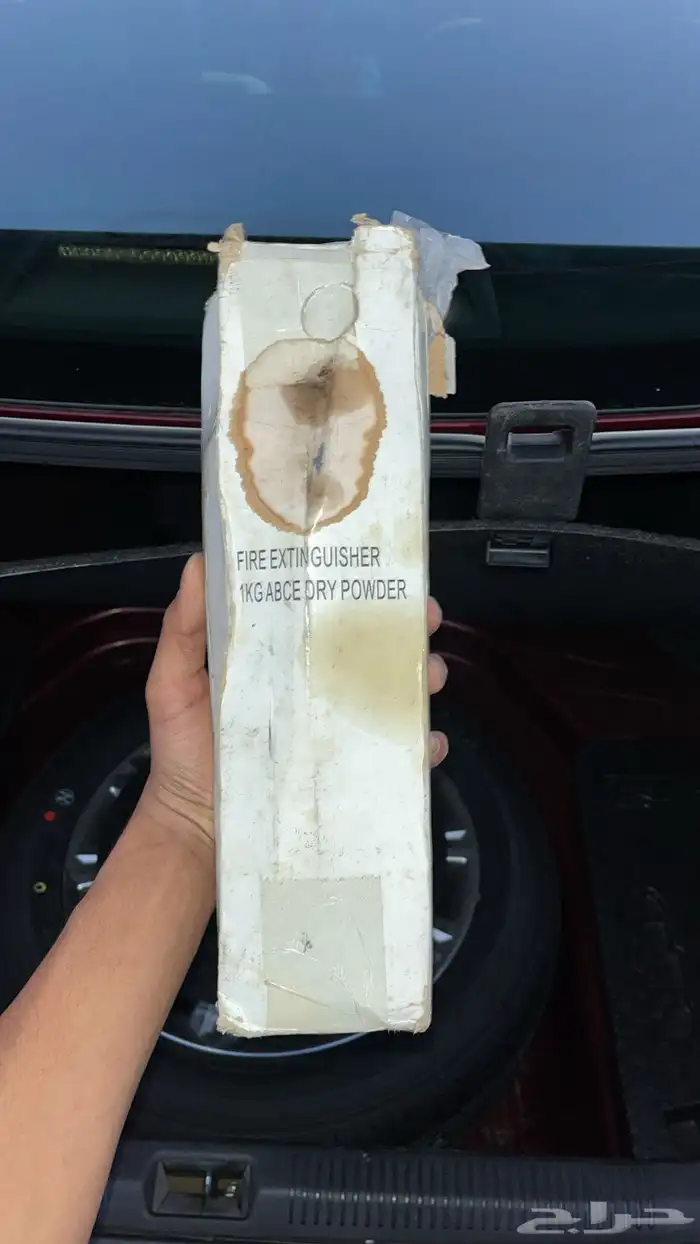 FIRE EXTINGUISHER
1KG ABCE DRY POWDER
حراج